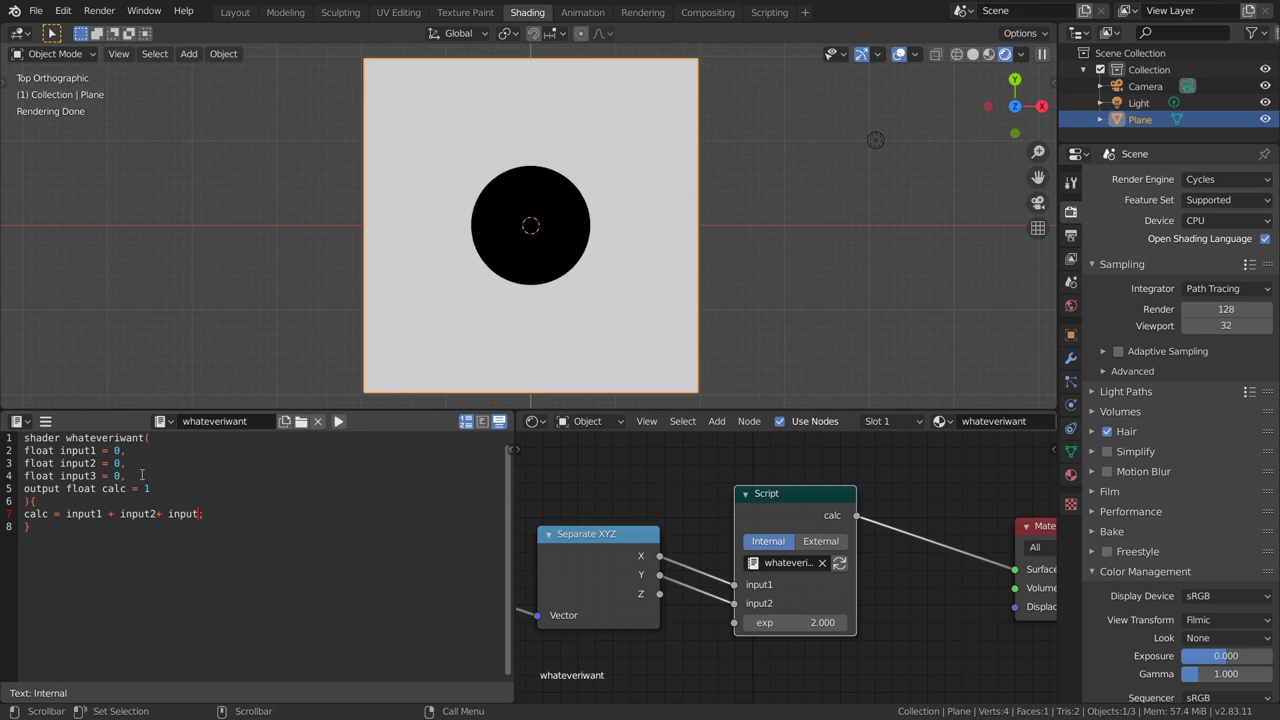 File Edit Render Window Help Layout Modeling Sculpting UV Editing Texture Paint Shading Animation Rendering Compositing Scripting Scene View Layer
Global Options
Object Mode View Select Add Object
Scene Collection
Collection
Camera
Light
Plane
Top Orthographic
(1) Collection | Plane
Rendering Done
Y
Z
X
Scene
Render Engine Cycles
Feature Set Supported
Device CPU
Open Shading Language
Sampling
Integrator Path Tracing
Render 128
Viewport 32
Adaptive Sampling
Advanced
Light Paths
Volumes
Hair
Simplify
Motion Blur
Film
Performance
Bake
Freestyle
Color Management
Display Device sRGB
View Transform Filmic
Look None
Exposure 0.000
Gamma 1.000
Sequencer sRGB
whateveriwant
1 shader whateveriwant(
2 float input1 = 0,
3 float input2 = 0,
4 float input3 = 0,
5 output float calc = 1
6 ){
7 calc = input1 + input2+ input;
8 }
Text: Internal
Object View Select Add Node Use Nodes Slot 1 whateveriwant
Separate XYZ
X
Y
Z
Vector
Script
calc
Internal External
whateveri...
input1
input2
exp 2.000
Mate
All
Surface
Volume
Displac
whateveriwant
Scrollbar Set Selection Scrollbar Call Menu Collection | Plane | Verts:4 | Faces:1 | Tris:2 | Objects:1/3 | Mem: 57.4 MiB | v2.83.11